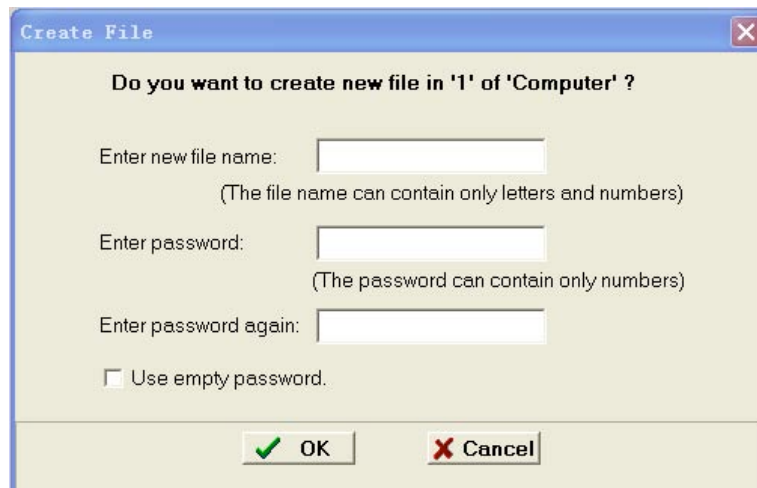 Create File
Do you want to create new file in '1' of 'Computer' ?
Enter new file name:
(The file name can contain only letters and numbers)
Enter password:
(The password can contain only numbers)
Enter password again:
Use empty password.
OK
Cancel